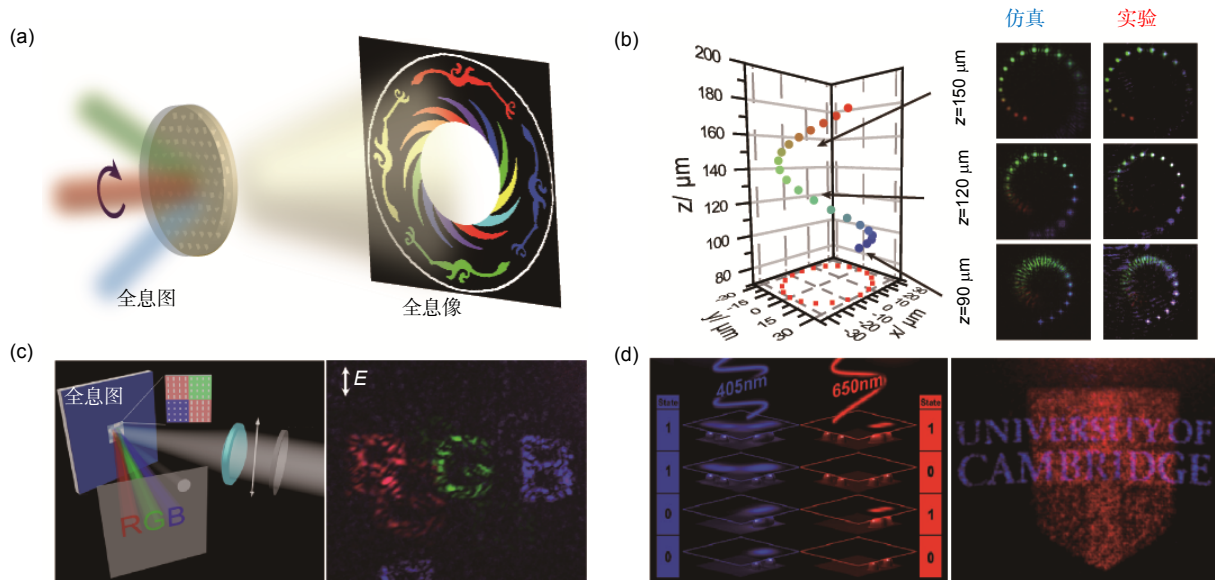 (a)
全息图
全息像
(b)
仿真
实验
200
180
160
140
120
100
80
z/ μm
-30
-15
0
15
30
y/ μm
x/ μm
z=150 μm
z=120 μm
z=90 μm
(c)
全息图
RGB
E
R G B
(d)
405nm
650nm
State
1
1
0
0
State
1
0
1
0
UNIVERSITY OF
CAMBRIDGE